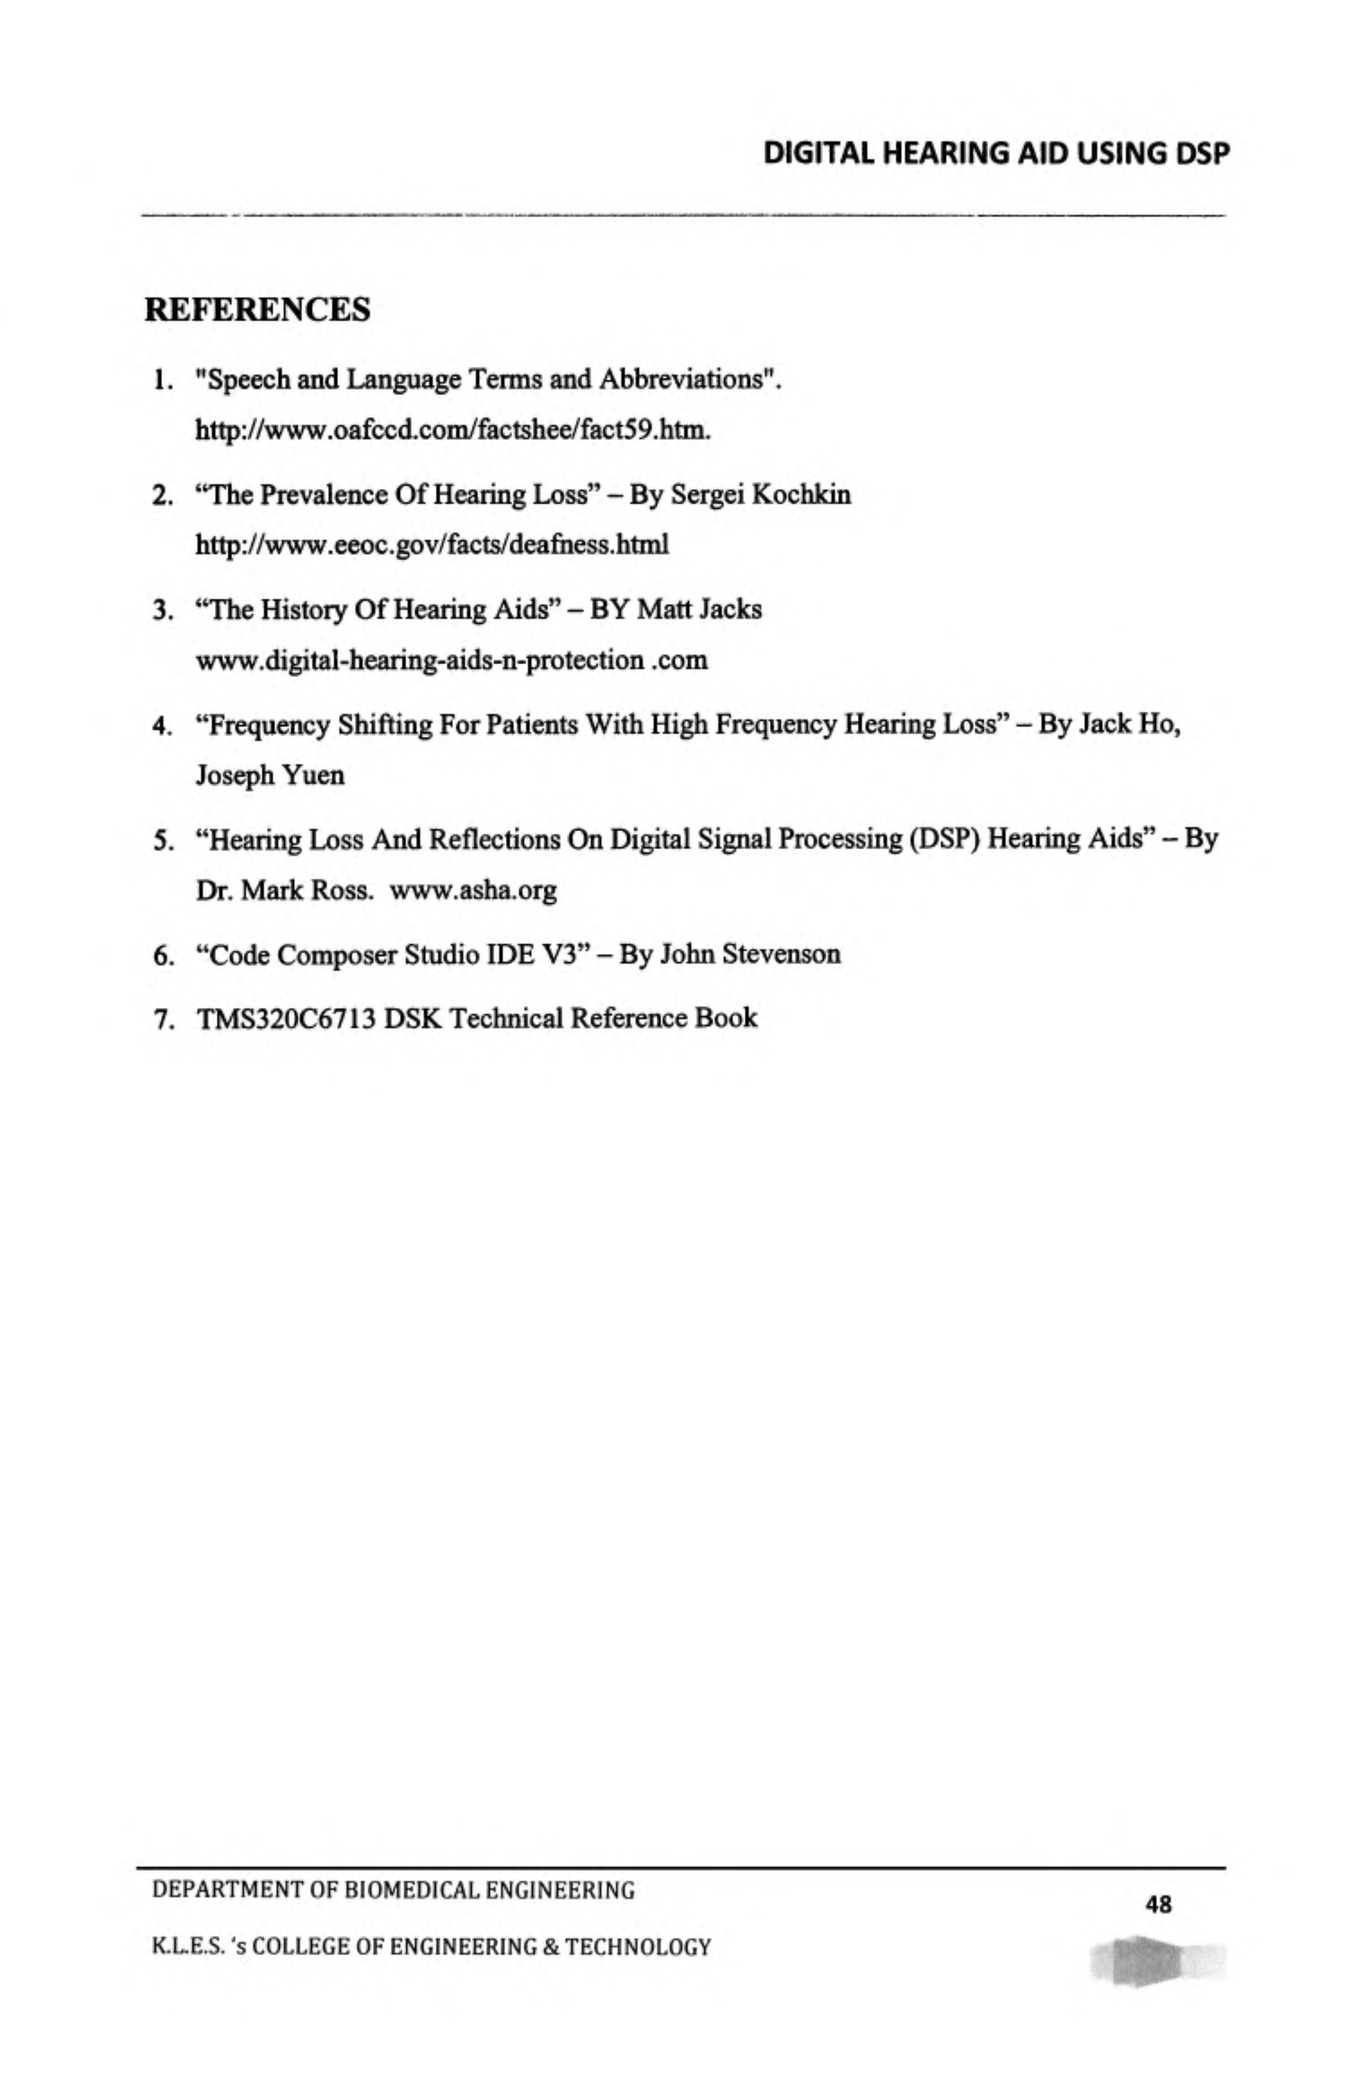 DIGITAL HEARING AID USING DSP
REFERENCES
1. "Speech and Language Terms and Abbreviations".
http://www.oafccd.com/factshee/fact59.htm.
2. “The Prevalence Of Hearing Loss” – By Sergei Kochkin
http://www.eeoc.gov/facts/deafness.html
3. “The History Of Hearing Aids” – BY Matt Jacks
www.digital-hearing-aids-n-protection .com
4. “Frequency Shifting For Patients With High Frequency Hearing Loss” – By Jack Ho,
Joseph Yuen
5. “Hearing Loss And Reflections On Digital Signal Processing (DSP) Hearing Aids” – By
Dr. Mark Ross. www.asha.org
6. “Code Composer Studio IDE V3” – By John Stevenson
7. TMS320C6713 DSK Technical Reference Book
DEPARTMENT OF BIOMEDICAL ENGINEERING
48
K.L.E.S. ‘s COLLEGE OF ENGINEERING & TECHNOLOGY